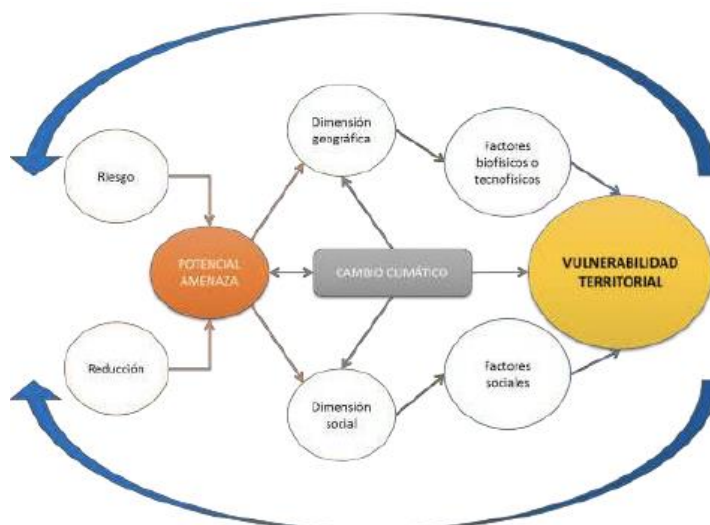 Dimensión
geográfica
Factores
biofísicos o
tecnofísicos
Riesgo
POTENCIAL
AMENAZA
CAMBIO CLIMÁTICO
VULNERABILIDAD
TERRITORIAL
Reducción
Factores
sociales
Dimensión
social